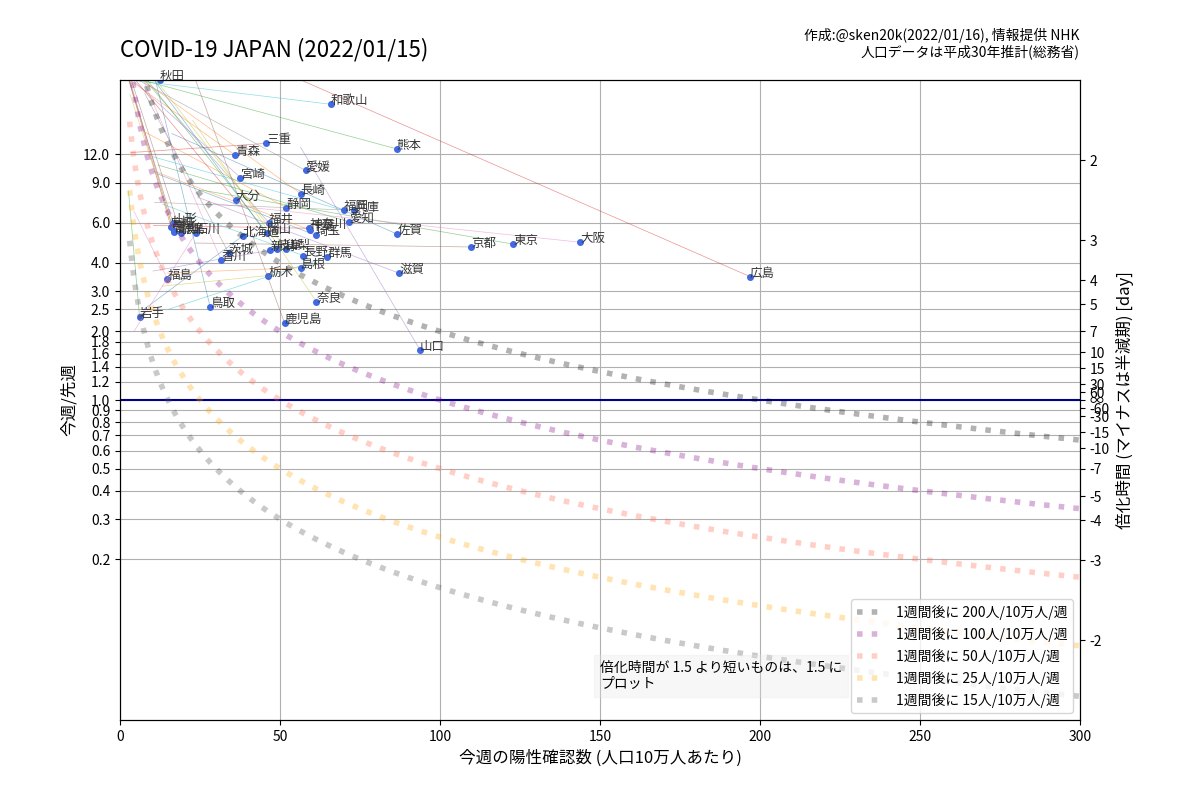 COVID-19 JAPAN (2022/01/15)
作成:@sken20k(2022/01/16), 情報提供 NHK
人口データは平成30年推計(総務省)
秋田
和歌山
三重
熊本
青森
愛媛
宮崎
長崎
大分
静岡
福岡
兵庫
愛知
福井
石川
北海道
埼玉
佐賀
京都
東京
大阪
茨城
香川
長野
群馬
島根
滋賀
広島
福島
栃木
奈良
鳥取
岩手
鹿児島
山口
12.0
9.0
6.0
4.0
3.0
2.5
2.0
1.8
1.6
1.4
1.2
1.0
0.9
0.8
0.7
0.6
0.5
0.4
0.3
0.2
今週/先週
2
3
4
5
7
10
15
30
60
∞
-60
-30
-15
-10
-7
-5
-4
-3
-2
倍化時間 (マイナスは半減期) [day]
1週間後に 200人/10万人/週
1週間後に 100人/10万人/週
1週間後に 50人/10万人/週
1週間後に 25人/10万人/週
1週間後に 15人/10万人/週
倍化時間が 1.5 より短いものは、1.5 に
プロット
0 50 100 150 200 250 300
今週の陽性確認数 (人口10万人あたり)